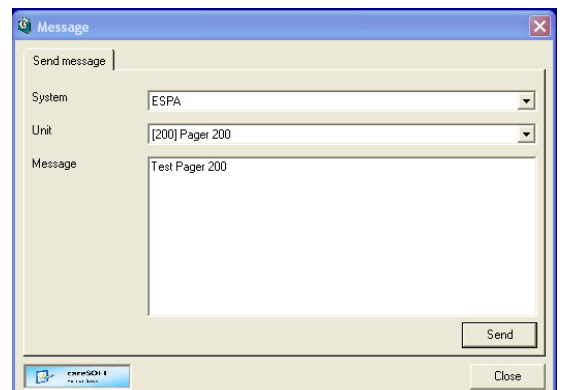 Message
Send message
System
ESPA
Unit
[200] Pager 200
Message
Test Pager 200
Send
careSOFT
Close